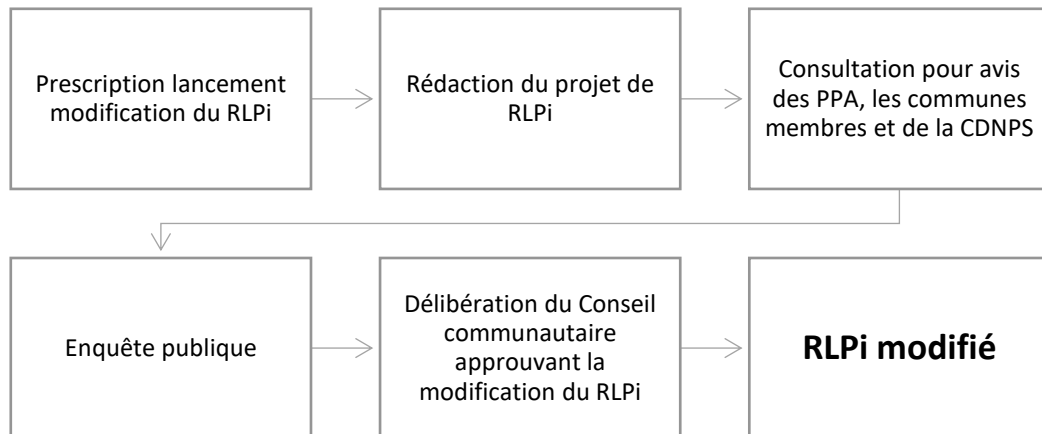 Prescription lancement
modification du RLPi
Rédaction du projet de
RLPi
Consultation pour avis
des PPA, les communes
membres et de la CDNPS
Enquête publique
Délibération du Conseil
communautaire
approuvant la
modification du RLPi
RLPi modifié